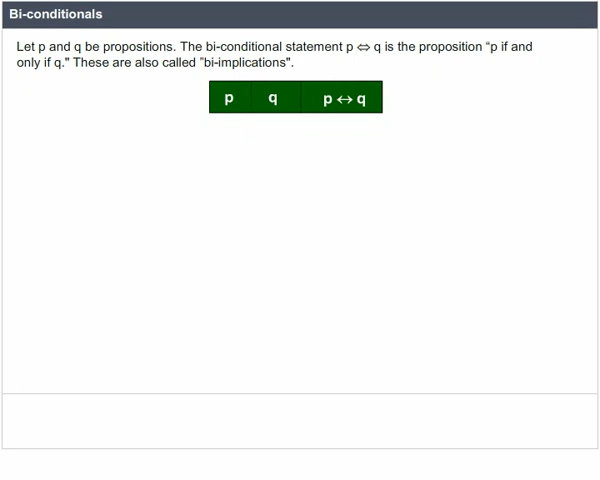 Bi-conditionals
Let p and q be propositions. The bi-conditional statement p ⇔ q is the proposition “p if and
only if q." These are also called ”bi-implications".
p q p ↔ q